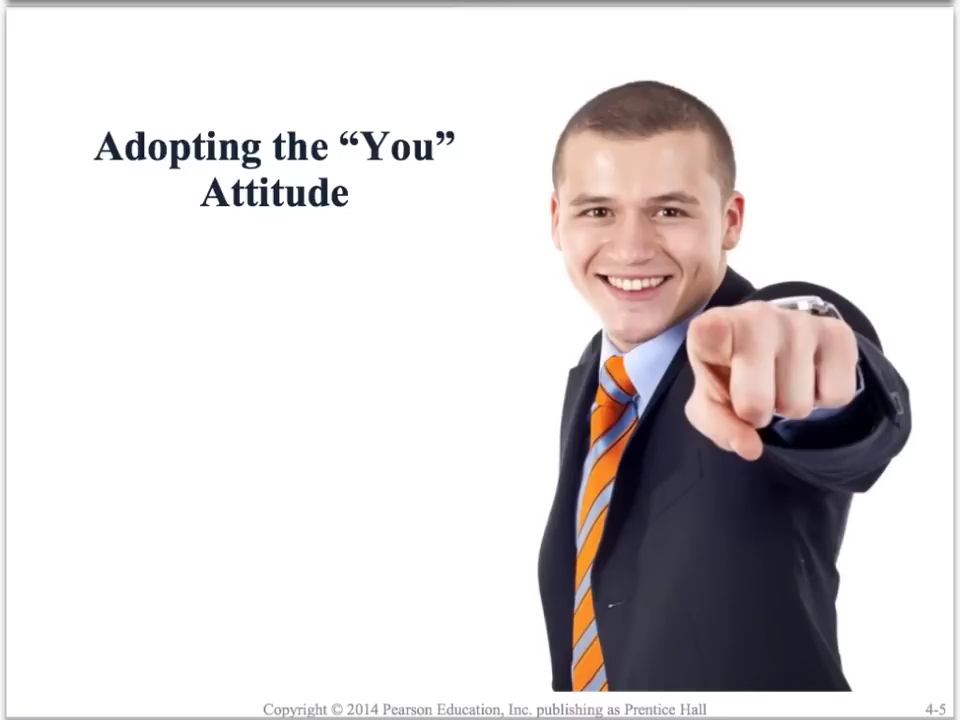 Adopting the “You”
Attitude
Copyright © 2014 Pearson Education, Inc. publishing as Prentice Hall
4-5